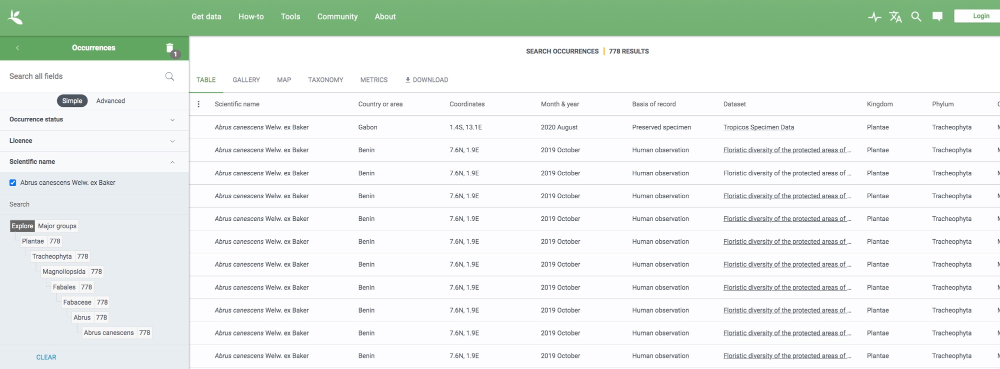 Get data How-to Tools Community About Login
Occurrences 1
SEARCH OCCURRENCES 778 RESULTS
Search all fields
TABLE GALLERY MAP TAXONOMY METRICS DOWNLOAD
Simple Advanced
Occurrence status
Licence
Scientific name
Abrus canescens Welw. ex Baker
Search
Explore Major groups
Plantae 778
Tracheophyta 778
Magnoliopsida 778
Fabales 778
Fabaceae 778
Abrus 778
Abrus canescens 778
CLEAR
Scientific name Country or area Coordinates Month & year Basis of record Dataset Kingdom Phylum
Abrus canescens Welw. ex Baker Gabon 1.4S, 13.1E 2020 August Preserved specimen Tropicos Specimen Data Plantae Tracheophyta
Abrus canescens Welw. ex Baker Benin 7.6N, 1.9E 2019 October Human observation Floristic diversity of the protected areas of ... Plantae Tracheophyta
Abrus canescens Welw. ex Baker Benin 7.6N, 1.9E 2019 October Human observation Floristic diversity of the protected areas of ... Plantae Tracheophyta
Abrus canescens Welw. ex Baker Benin 7.6N, 1.9E 2019 October Human observation Floristic diversity of the protected areas of ... Plantae Tracheophyta
Abrus canescens Welw. ex Baker Benin 7.6N, 1.9E 2019 October Human observation Floristic diversity of the protected areas of ... Plantae Tracheophyta
Abrus canescens Welw. ex Baker Benin 7.6N, 1.9E 2019 October Human observation Floristic diversity of the protected areas of ... Plantae Tracheophyta
Abrus canescens Welw. ex Baker Benin 7.6N, 1.9E 2019 October Human observation Floristic diversity of the protected areas of ... Plantae Tracheophyta
Abrus canescens Welw. ex Baker Benin 7.6N, 1.9E 2019 October Human observation Floristic diversity of the protected areas of ... Plantae Tracheophyta
Abrus canescens Welw. ex Baker Benin 7.6N, 1.9E 2019 October Human observation Floristic diversity of the protected areas of ... Plantae Tracheophyta
Abrus canescens Welw. ex Baker Benin 7.6N, 1.9E 2019 October Human observation Floristic diversity of the protected areas of ... Plantae Tracheophyta
Abrus canescens Welw. ex Baker Benin 7.6N, 1.9E 2019 October Human observation Floristic diversity of the protected areas of ... Plantae Tracheophyta